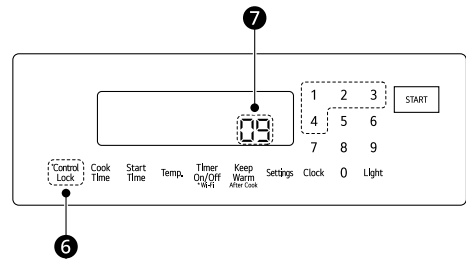 7
1 2 3 START
09
4 5 6
7 8 9
*Control Lock
Cook Time
Start Time
Temp.
Timer On/Off *Wi-Fi
Keep Warm After Cook
Settings
Clock
0
Light
6